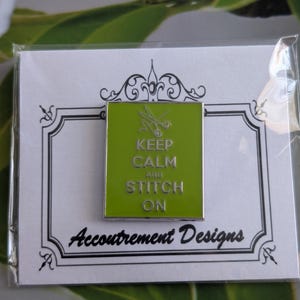 KEEP
CALM
AND
STITCH
ON
Accoutrement Designs